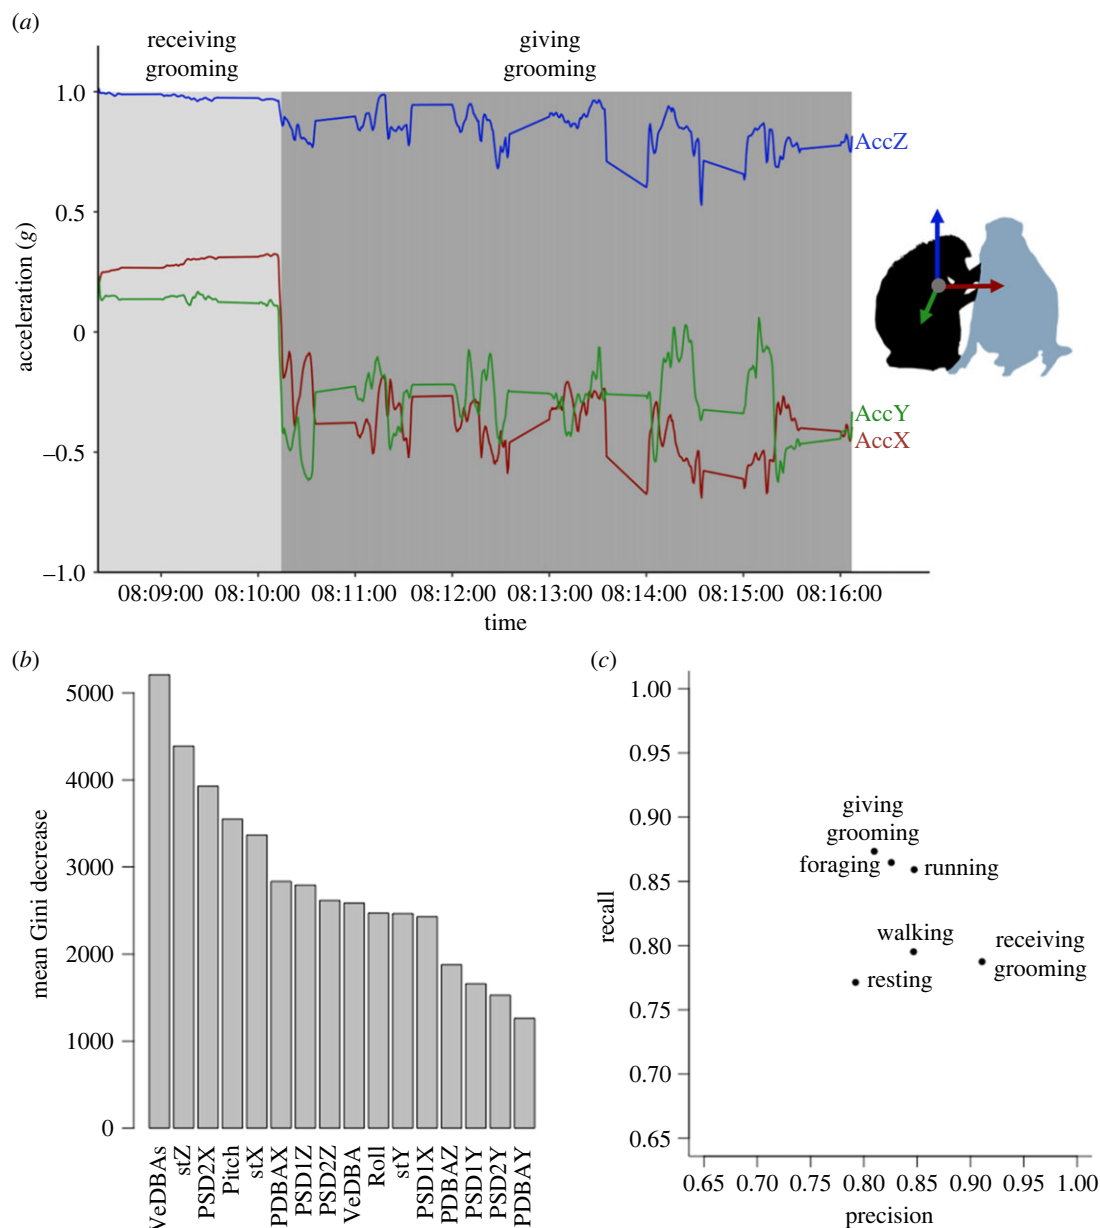 (a)
receiving
grooming
giving
grooming
1.0
0.5
0
–0.5
–1.0
acceleration (g)
AccZ
AccY
AccX
08:09:00 08:10:00 08:11:00 08:12:00 08:13:00 08:14:00 08:15:00 08:16:00
time
(b)
5000
4000
3000
2000
1000
0
mean Gini decrease
VeDBAs
stZ
PSD2X
Pitch
stX
PDBAX
PSD1Z
PSD2Z
VeDBA
Roll
stY
PSD1X
PDBAZ
PSD1Y
PSD2Y
PDBAY
(c)
1.00
0.95
0.90
0.85
0.80
0.75
0.70
0.65
recall
giving
grooming
foraging
running
walking
receiving
grooming
resting
0.65 0.70 0.75 0.80 0.85 0.90 0.95 1.00
precision